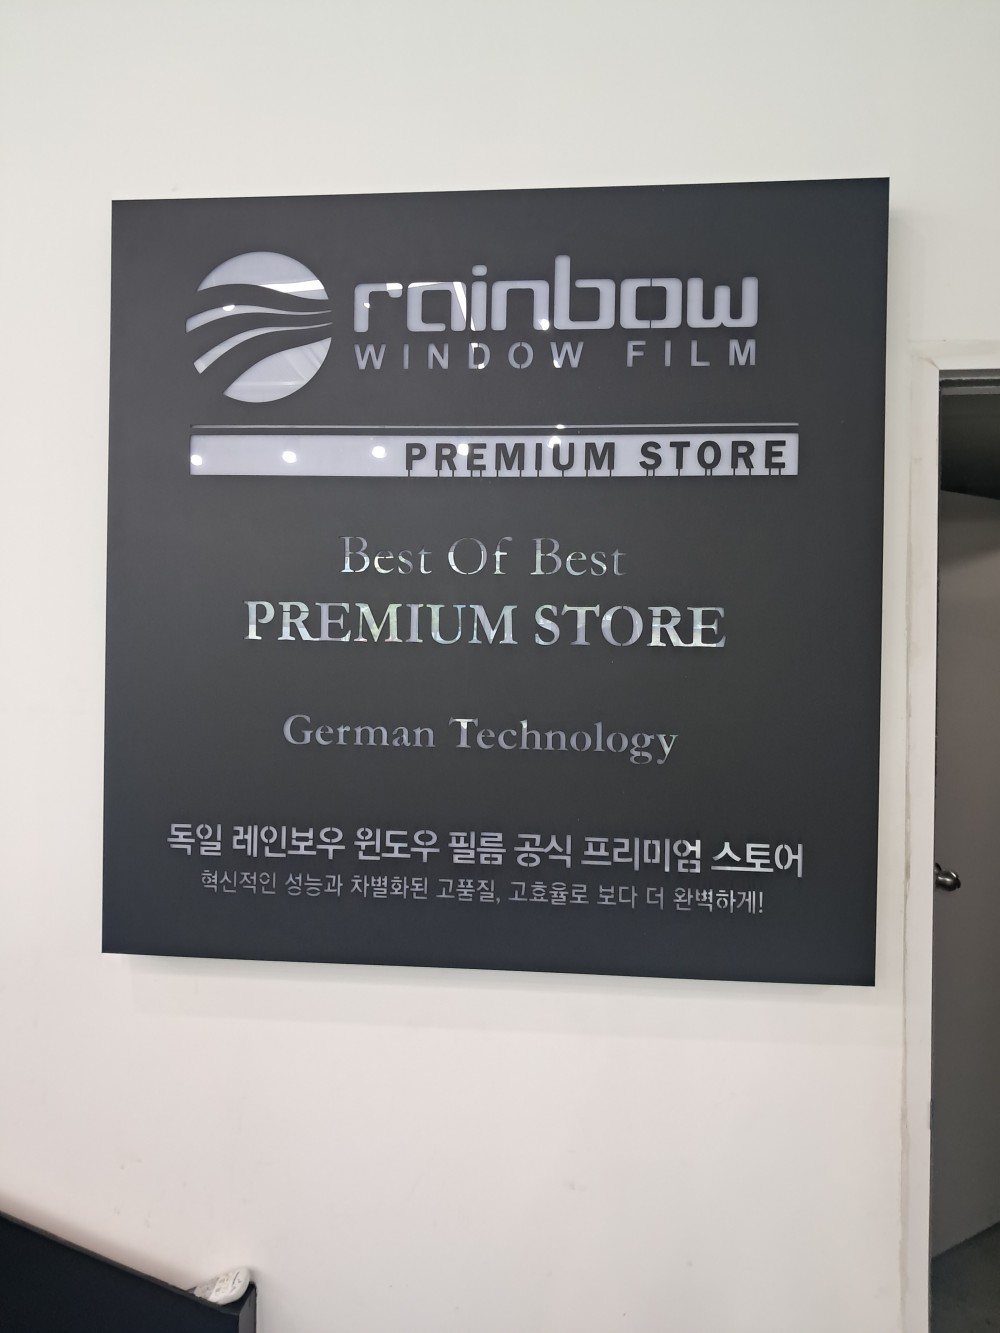 rainbow
WINDOW FILM
PREMIUM STORE
Best Of Best
PREMIUM STORE
German Technology
독일 레인보우 윈도우 필름 공식 프리미엄 스토어
혁신적인 성능과 차별화된 고품질, 고효율로 보다 더 완벽하게!